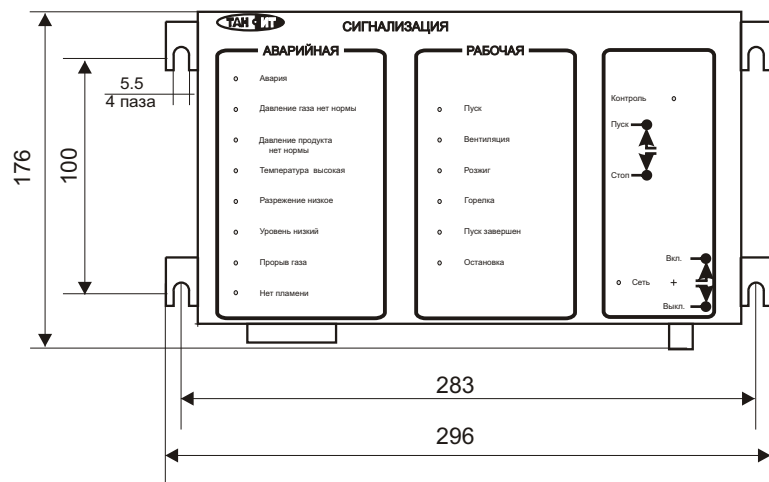 ТАН ФИТ
СИГНАЛИЗАЦИЯ
АВАРИЙНАЯ
Авария
Давление газа нет нормы
Давление продукта
нет нормы
Температура высокая
Разрежение низкое
Уровень низкий
Прорыв газа
Нет пламени
РАБОЧАЯ
Пуск
Вентиляция
Розжиг
Горелка
Пуск завершен
Остановка
Контроль
Пуск
Стоп
Вкл.
Сеть +
Выкл.
5.5
4 паза
176
100
283
296